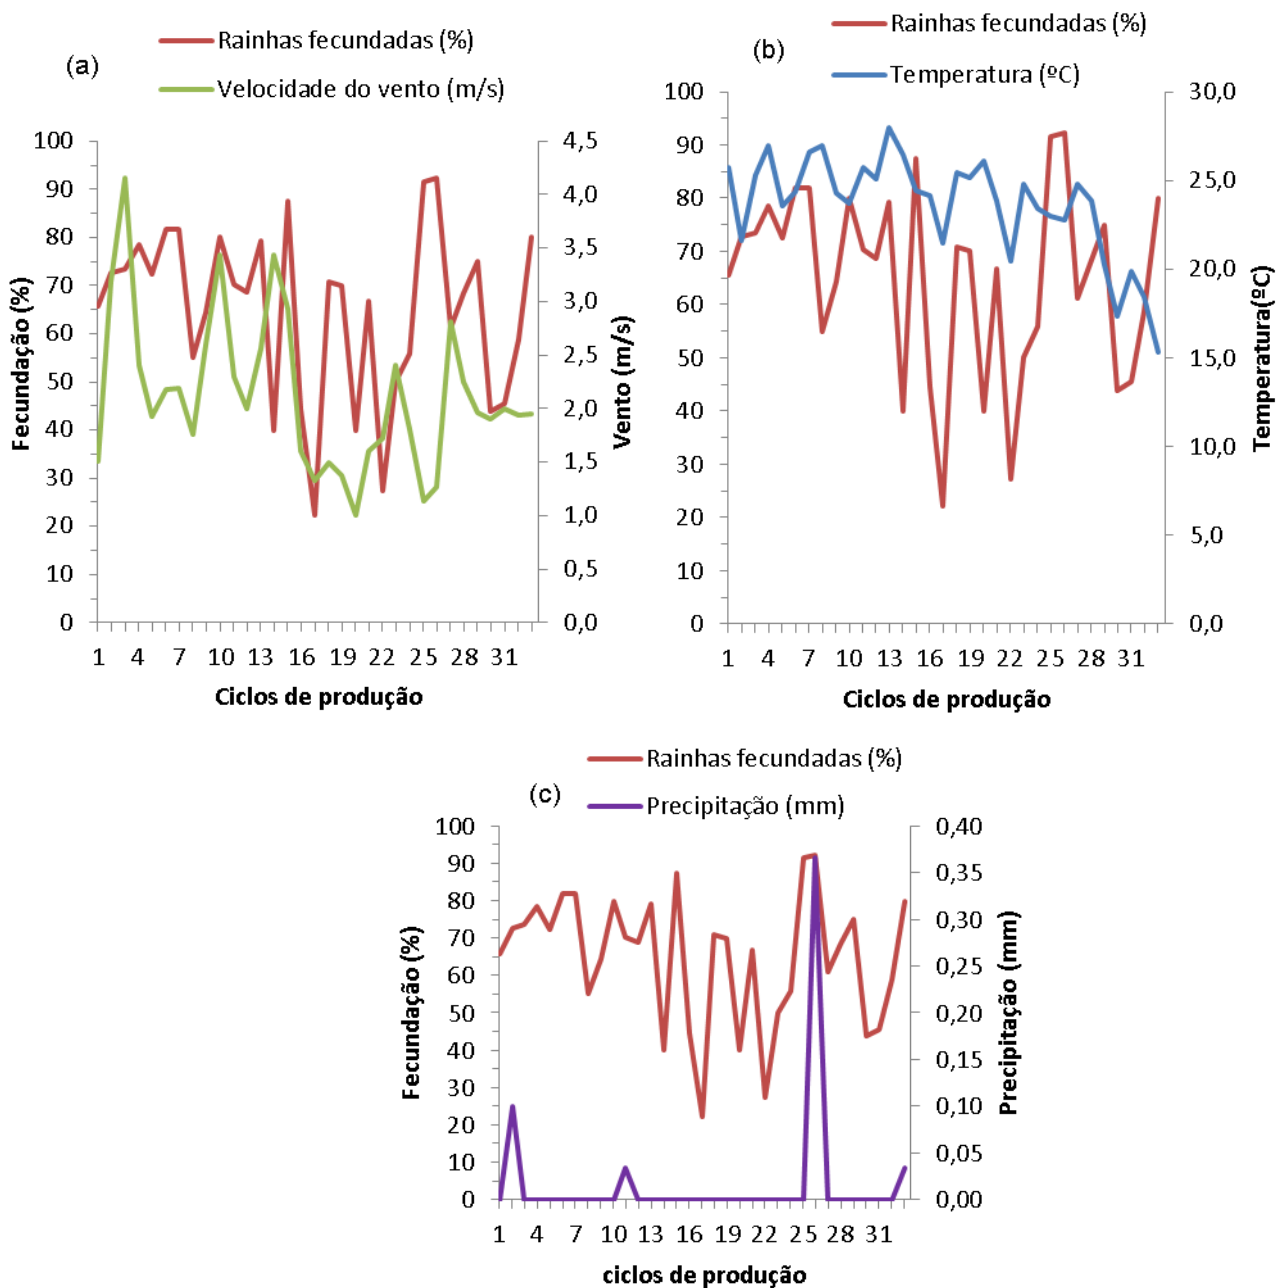 (a)
Rainhas fecundadas (%)
Velocidade do vento (m/s)
Fecundação (%)
100
90
80
70
60
50
40
30
20
10
0
4,5
4,0
3,5
3,0
2,5
2,0
1,5
1,0
0,5
0,0
Vento (m/s)
1 4 7 10 13 16 19 22 25 28 31
Ciclos de produção
(b)
Rainhas fecundadas (%)
Temperatura (ºC)
100
90
80
70
60
50
40
30
20
10
0
30,0
25,0
20,0
15,0
10,0
5,0
0,0
Temperatura(ºC)
1 4 7 10 13 16 19 22 25 28 31
Ciclos de produção
(c)
Rainhas fecundadas (%)
Precipitação (mm)
Fecundação (%)
100
90
80
70
60
50
40
30
20
10
0
0,40
0,35
0,30
0,25
0,20
0,15
0,10
0,05
0,00
Precipitação (mm)
1 4 7 10 13 16 19 22 25 28 31
ciclos de produção